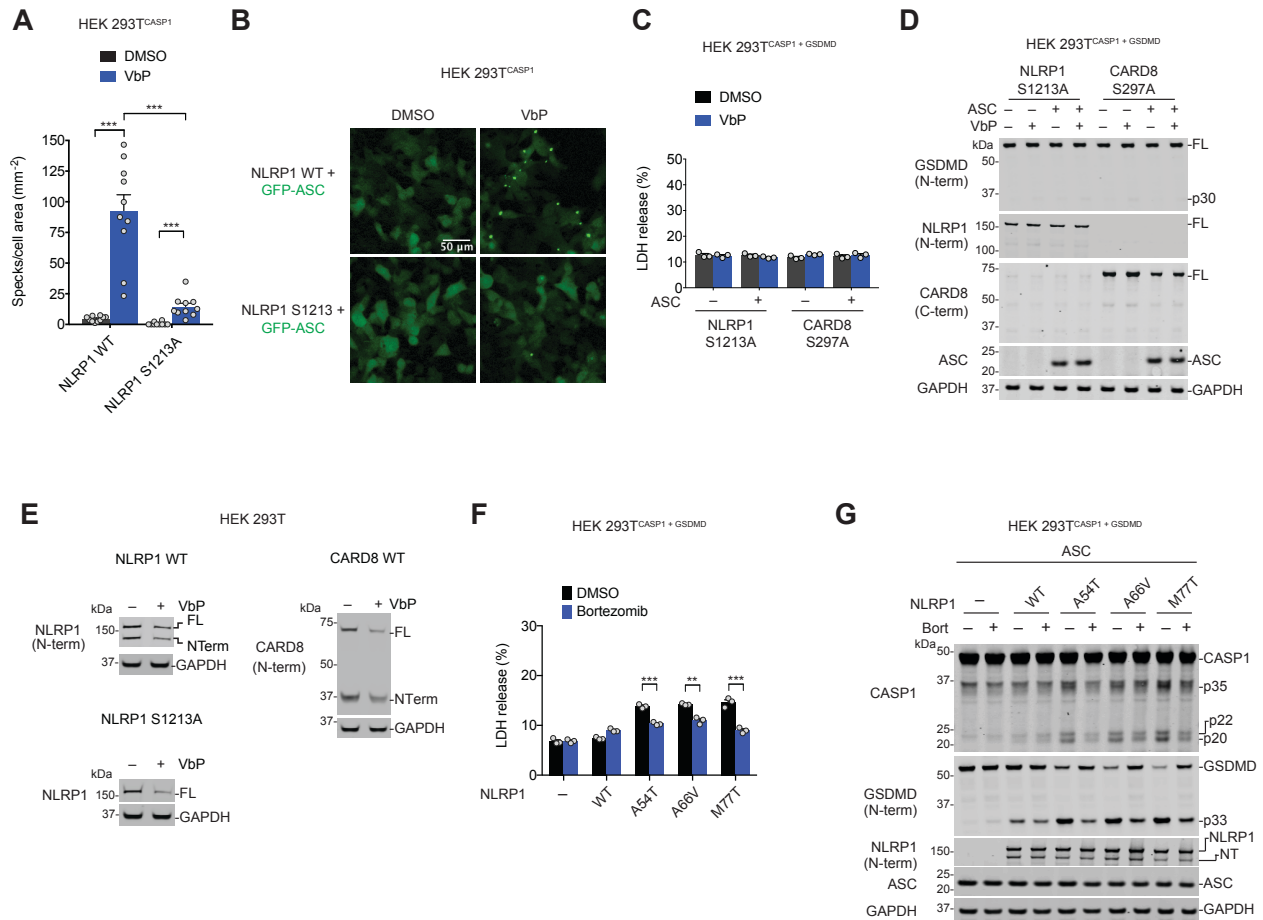 A
HEK 293T^CASP1
DMSO
VbP
Specks/cell area (mm⁻²)
150
125
100
75
50
25
0
***
***
***
NLRP1 WT
NLRP1 S1213A
B
HEK 293T^CASP1
DMSO
VbP
NLRP1 WT +
GFP-ASC
50 μm
NLRP1 S1213 +
GFP-ASC
C
HEK 293T^CASP1 + GSDMD
DMSO
VbP
LDH release (%)
50
40
30
20
10
0
ASC – + – +
NLRP1 S1213A
CARD8 S297A
D
HEK 293T^CASP1 + GSDMD
NLRP1 S1213A
CARD8 S297A
ASC – – + + – – + +
VbP – + – + – + – +
kDa
GSDMD (N-term)
50
37
FL
p30
NLRP1 (N-term)
150
100
FL
CARD8 (C-term)
75
50
37
FL
ASC
25
20
ASC
GAPDH
37
GAPDH
E
HEK 293T
NLRP1 WT
kDa – + VbP
NLRP1 (N-term)
150
FL
NTerm
37
GAPDH
NLRP1 S1213A
kDa – + VbP
NLRP1 150 FL
37
GAPDH
CARD8 WT
kDa – + VbP
75
FL
CARD8 (N-term)
50
37
NTerm
37
GAPDH
F
HEK 293T^CASP1 + GSDMD
DMSO
Bortezomib
LDH release (%)
30
20
10
0
***
**
***
NLRP1 – WT A54T A66V M77T
G
HEK 293T^CASP1 + GSDMD
ASC
NLRP1 – WT A54T A66V M77T
Bort – + – + – + – + – +
kDa
50
CASP1
CASP1
37
p35
25
20
p22
p20
GSDMD (N-term)
50
37
GSDMD
p33
NLRP1 (N-term)
150
NLRP1
NT
ASC
25
20
ASC
GAPDH
37
GAPDH